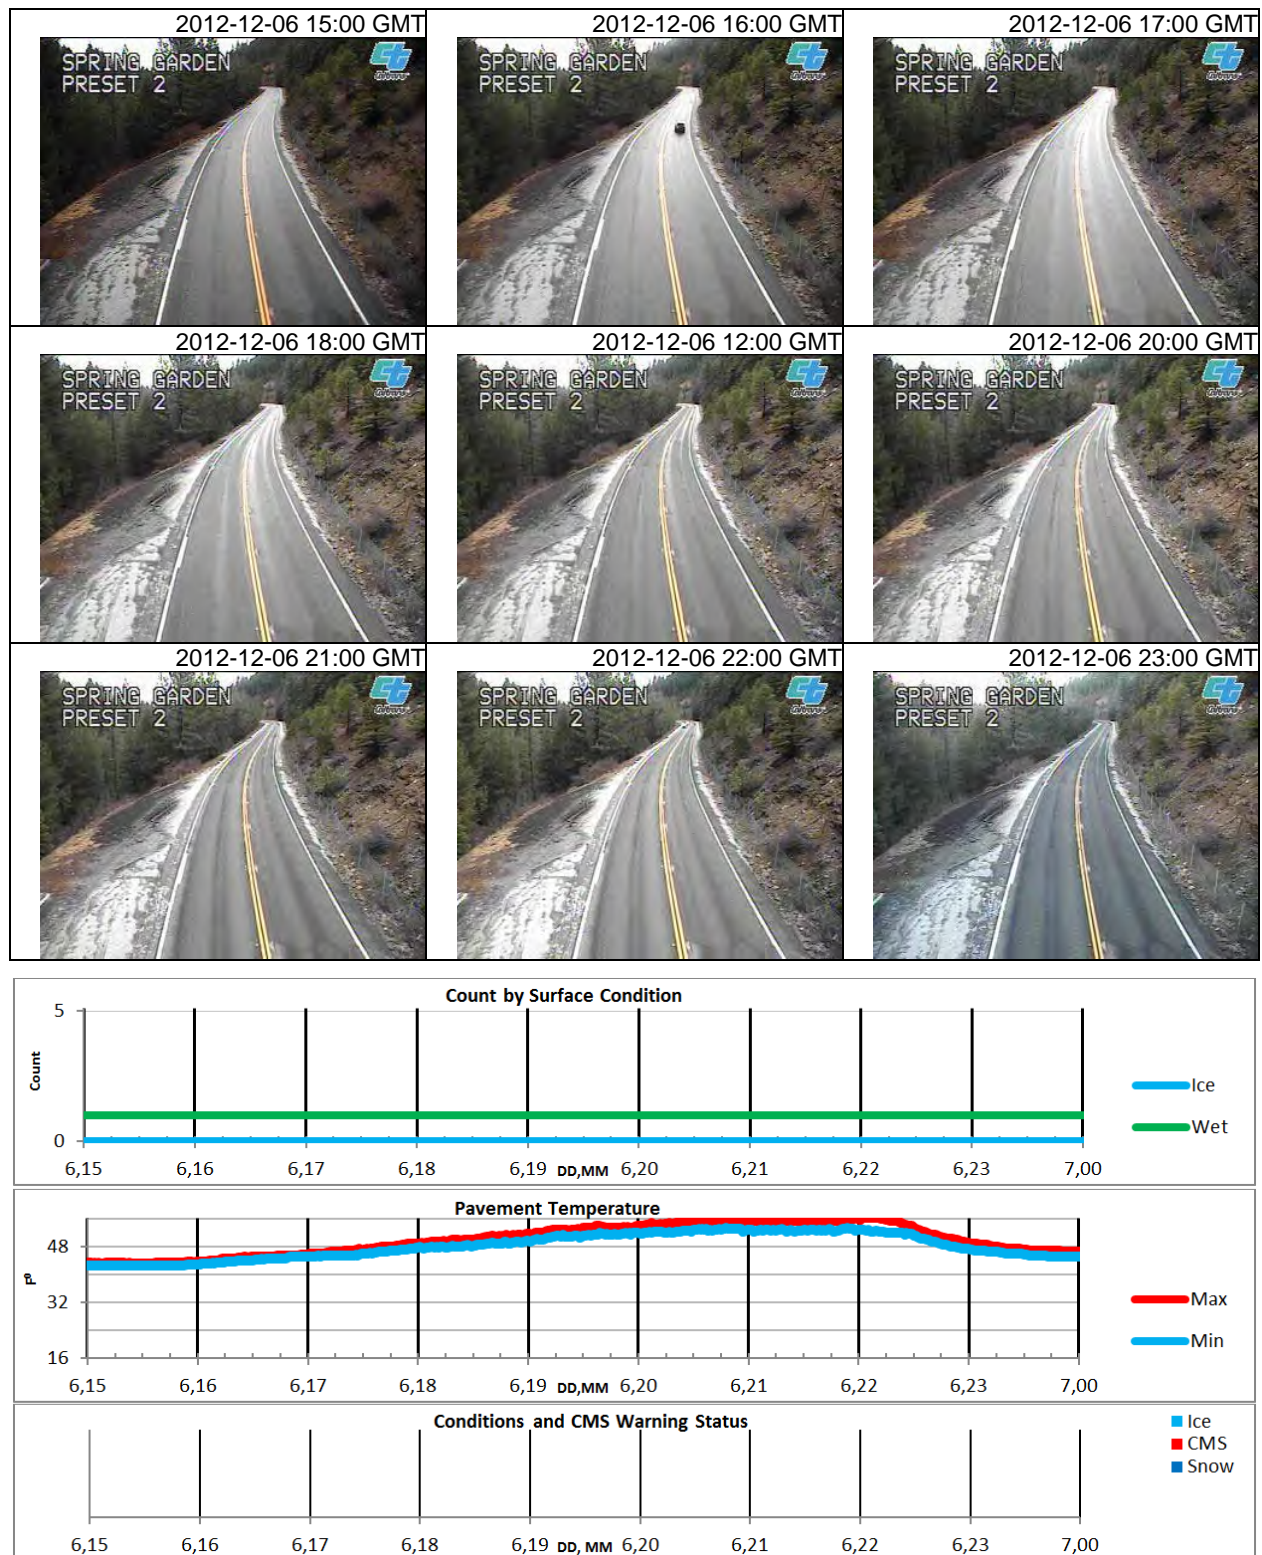 2012-12-06 15:00 GMT
2012-12-06 16:00 GMT
2012-12-06 17:00 GMT
SPRING GARDEN
PRESET 2
SPRING GARDEN
PRESET 2
SPRING GARDEN
PRESET 2
2012-12-06 18:00 GMT
2012-12-06 12:00 GMT
2012-12-06 20:00 GMT
SPRING GARDEN
PRESET 2
SPRING GARDEN
PRESET 2
SPRING GARDEN
PRESET 2
2012-12-06 21:00 GMT
2012-12-06 22:00 GMT
2012-12-06 23:00 GMT
SPRING GARDEN
PRESET 2
SPRING GARDEN
PRESET 2
SPRING GARDEN
PRESET 2
Count by Surface Condition
5
Count
0
Ice
Wet
6,15 6,16 6,17 6,18 6,19 DD,MM 6,20 6,21 6,22 6,23 7,00
Pavement Temperature
48
Fº
32
16
Max
Min
6,15 6,16 6,17 6,18 6,19 DD,MM 6,20 6,21 6,22 6,23 7,00
Conditions and CMS Warning Status
Ice
CMS
Snow
6,15 6,16 6,17 6,18 6,19 DD, MM 6,20 6,21 6,22 6,23 7,00